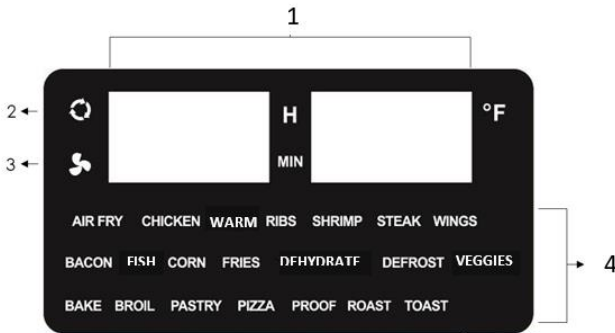 1
2 H °F
3 MIN
AIR FRY CHICKEN WARM RIBS SHRIMP STEAK WINGS
BACON FISH CORN FRIES DEHYDRATE DEFROST VEGGIES
4
BAKE BROIL PASTRY PIZZA PROOF ROAST TOAST